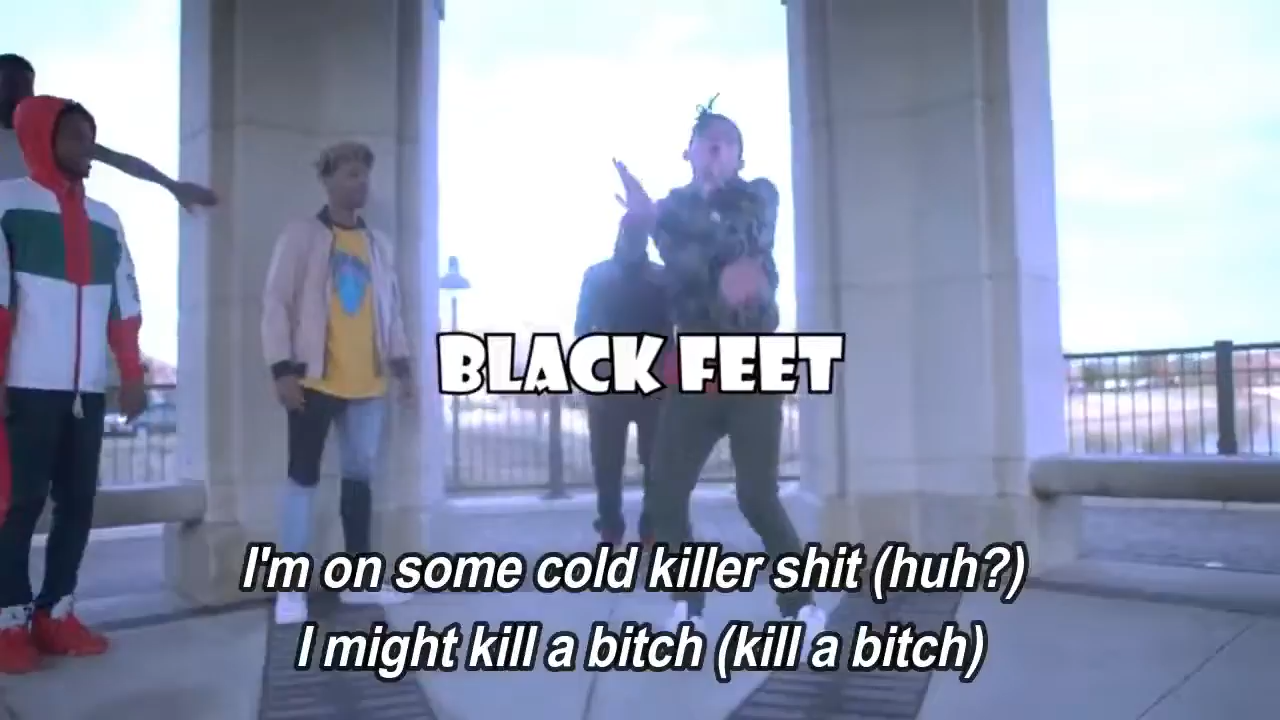 BLACK FEET
I'm on some cold killer shit (huh?)
I might kill a bitch (kill a bitch)